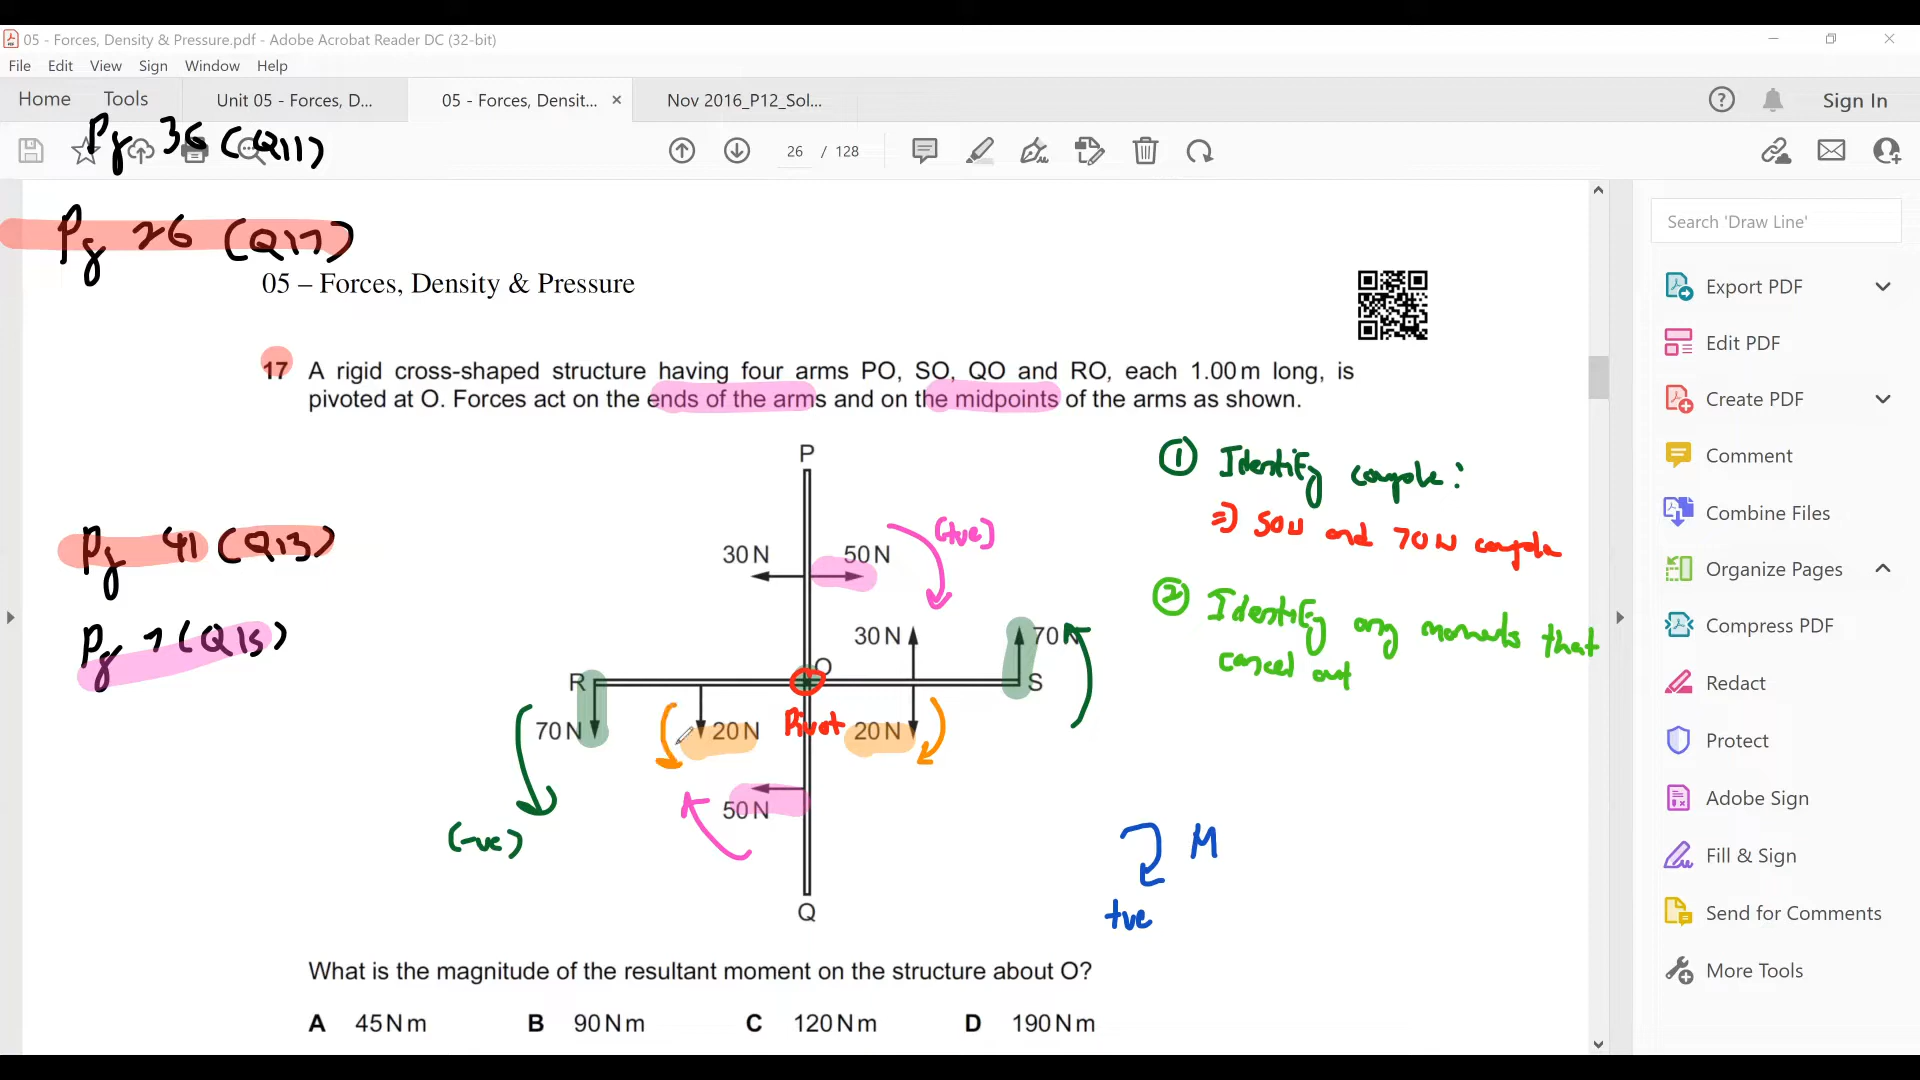 05 - Forces, Density & Pressure.pdf - Adobe Acrobat Reader DC (32-bit)
File Edit View Sign Window Help
Home Tools Unit 05 - Forces, D... 05 - Forces, Densit... × Nov 2016_P12_Sol... Sign In
26 / 128
Pg 36 (Q11)
Pg 26 (Q17)
Pg 41 (Q13)
Pg 7 (Q15)
05 – Forces, Density & Pressure
17 A rigid cross-shaped structure having four arms PO, SO, QO and RO, each 1.00 m long, is
pivoted at O. Forces act on the ends of the arms and on the midpoints of the arms as shown.
P
30 N 50 N (+ve)
30 N 70 N
R O S
70 N 20 N Pivot 20 N
50 N
(-ve)
Q
① Identify couple:
⇒ 50N and 70N couple
② Identify any moments that
cancel out
M
+ve
What is the magnitude of the resultant moment on the structure about O?
A 45 N m B 90 N m C 120 N m D 190 N m
Search 'Draw Line'
Export PDF
Edit PDF
Create PDF
Comment
Combine Files
Organize Pages
Compress PDF
Redact
Protect
Adobe Sign
Fill & Sign
Send for Comments
More Tools